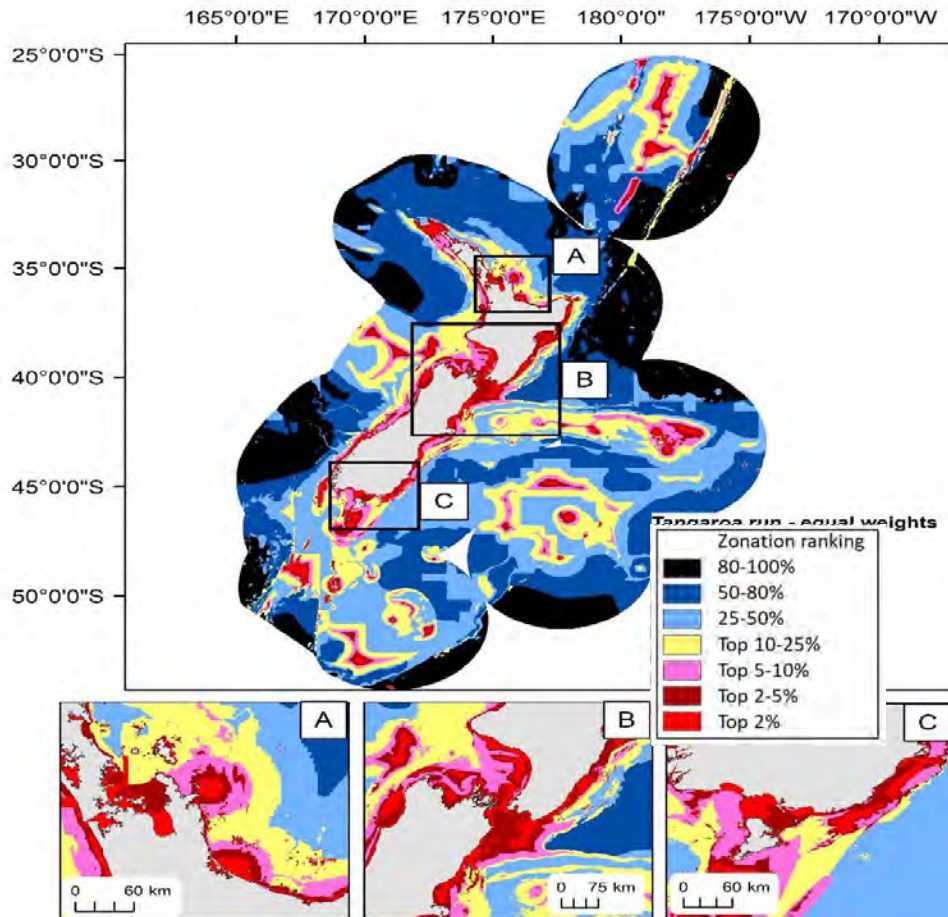 165°0'0"E 170°0'0"E 175°0'0"E 180°0'0" 175°0'0"W 170°0'0"W
25°0'0"S
30°0'0"S
35°0'0"S
40°0'0"S
45°0'0"S
50°0'0"S
A
B
C
Tangaroa run - equal weights
Zonation ranking
80-100%
50-80%
25-50%
Top 10-25%
Top 5-10%
Top 2-5%
Top 2%
A
0 60 km
B
0 75 km
C
0 60 km